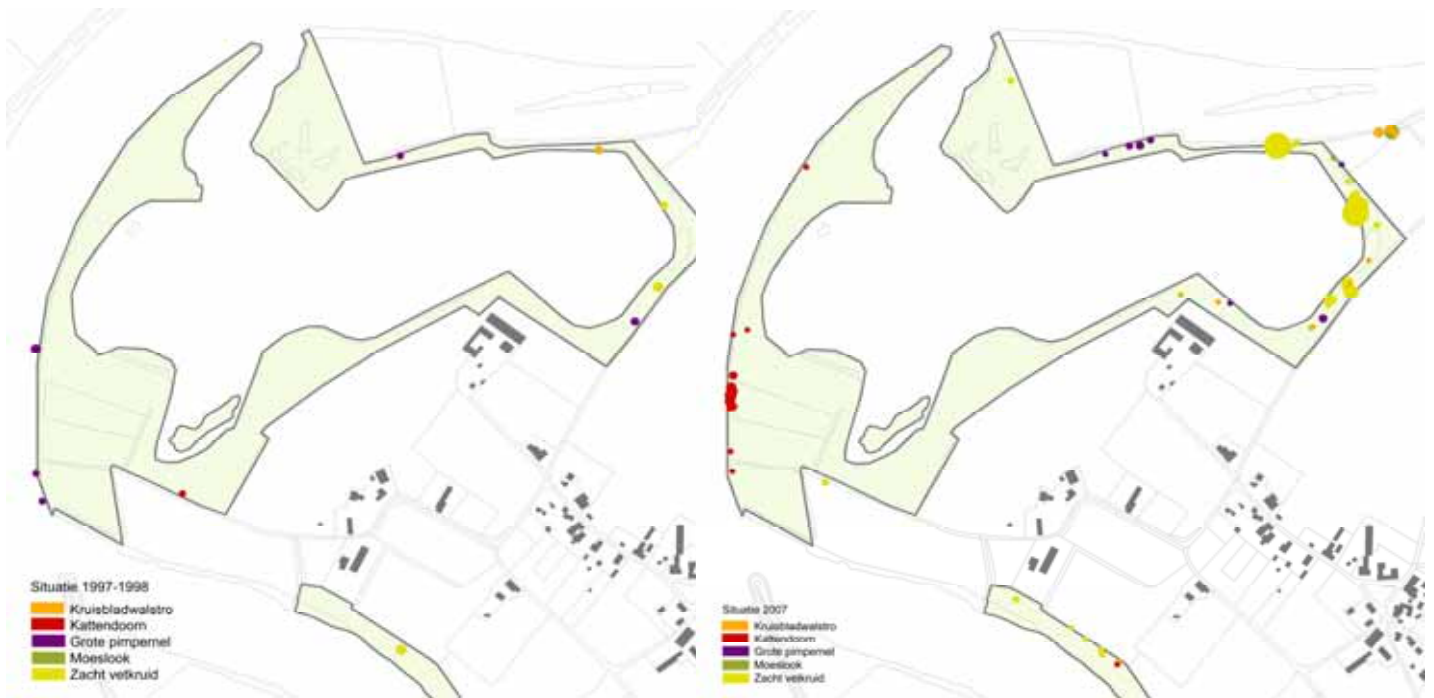 Situatie 1997-1998
Kruisbladwalstro
Kattendoorn
Grote pimpernel
Moeslook
Zacht vetkruid
Situatie 2007
Kruisbladwalstro
Kattendoorn
Grote pimpernel
Moeslook
Zacht vetkruid